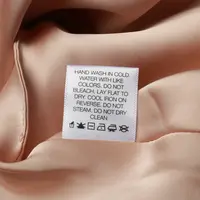 HAND WASH IN COLD
WATER WITH LIKE
COLORS. DO NOT
BLEACH. LAY FLAT TO
DRY. COOL IRON ON
REVERSE. DO NOT
STEAM. DO NOT DRY
CLEAN